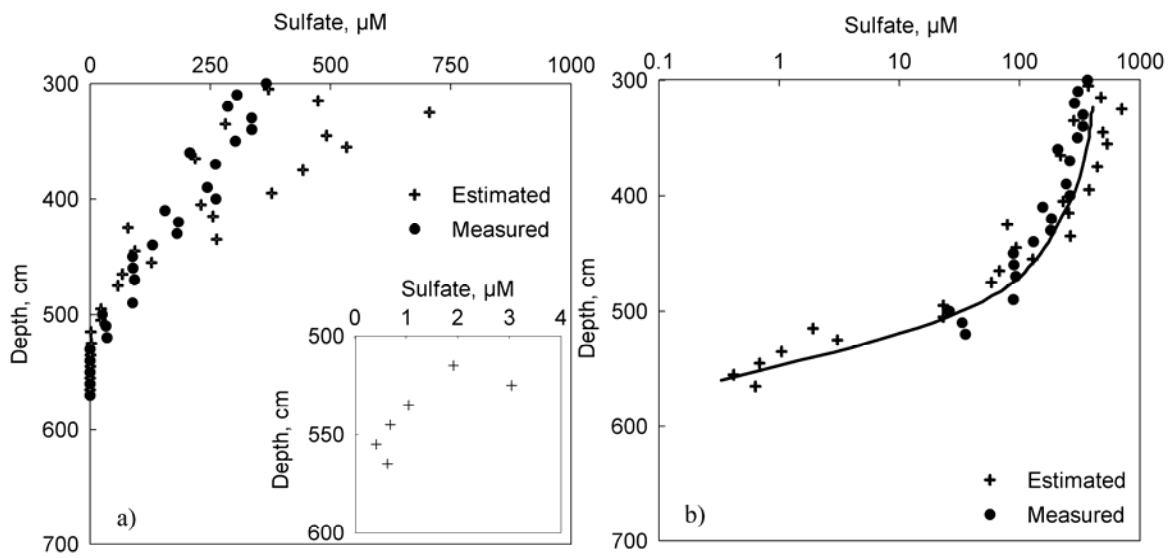 Sulfate, µM
0 250 500 750 1000
300
400
500
600
700
Depth, cm
Estimated
Measured
a)
Sulfate, µM
0 1 2 3 4
500
550
600
Depth, cm
Sulfate, µM
0.1 1 10 100 1000
300
400
500
600
700
Depth, cm
Estimated
Measured
b)